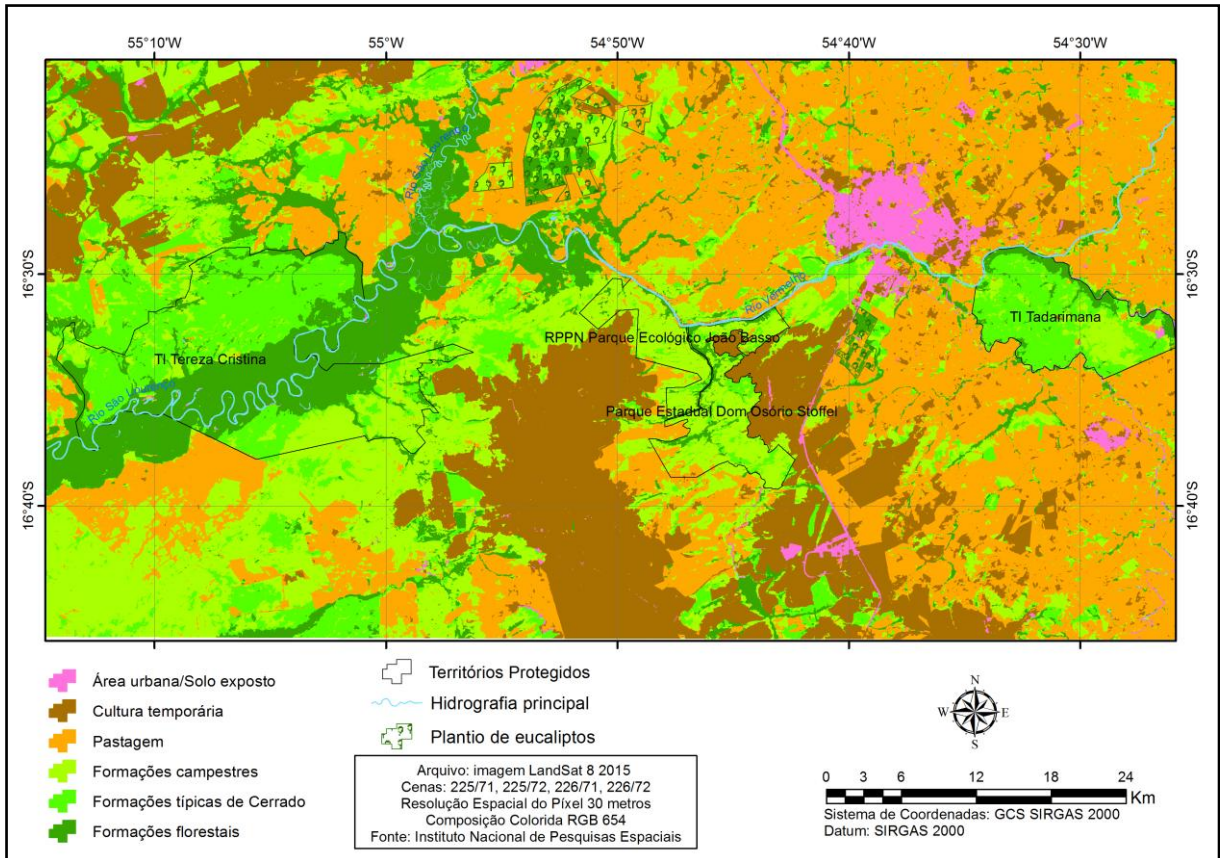 55°10'W 55°W 54°50'W 54°40'W 54°30'W
Rio São Lourenço
16°30'S 16°30'S
Rio Vermelho
TI Tadarimana
RPPN Parque Ecológico João Basso
TI Tereza Cristina
Rio São Lourenço
Parque Estadual Dom Osório Stoffel
16°40'S 16°40'S
Área urbana/Solo exposto
Cultura temporária
Pastagem
Formações campestres
Formações típicas de Cerrado
Formações florestais
Territórios Protegidos
Hidrografia principal
Plantio de eucaliptos
Arquivo: imagem LandSat 8 2015
Cenas: 225/71, 225/72, 226/71, 226/72
Resolução Espacial do Píxel 30 metros
Composição Colorida RGB 654
Fonte: Instituto Nacional de Pesquisas Espaciais
N
W E
S
0 3 6 12 18 24
Km
Sistema de Coordenadas: GCS SIRGAS 2000
Datum: SIRGAS 2000